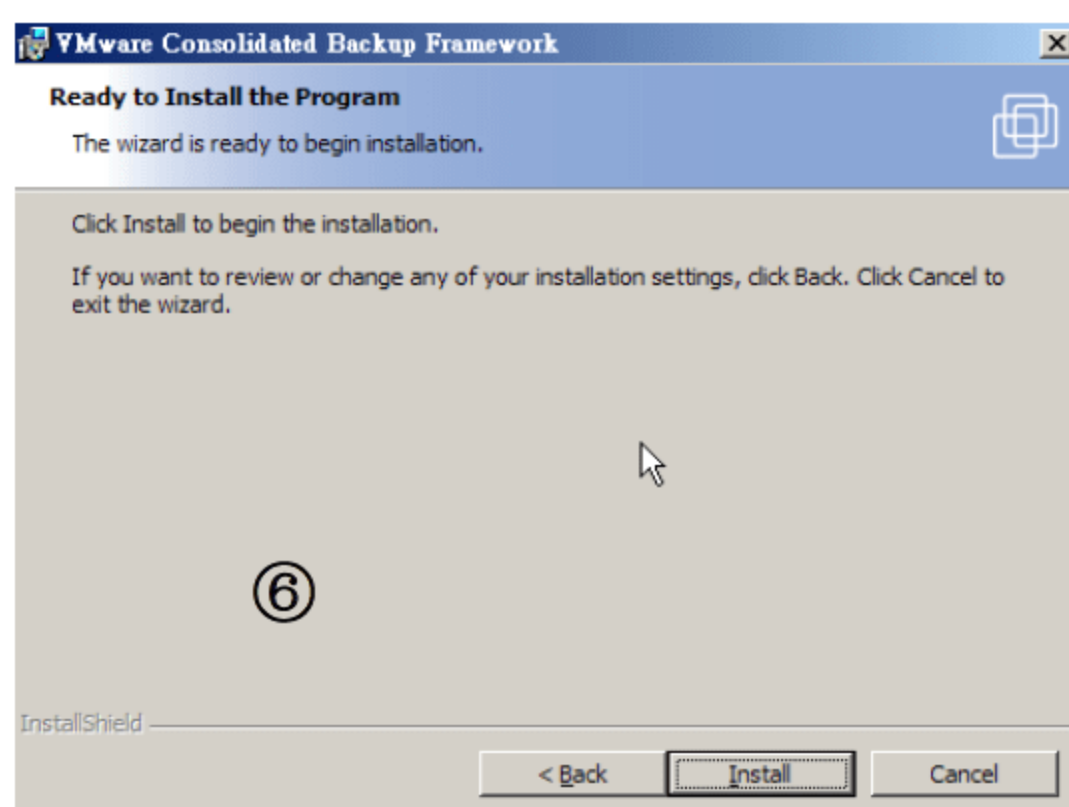 VMware Consolidated Backup Framework
Ready to Install the Program
The wizard is ready to begin installation.
Click Install to begin the installation.
If you want to review or change any of your installation settings, click Back. Click Cancel to
exit the wizard.
⑥
InstallShield
< Back Install Cancel